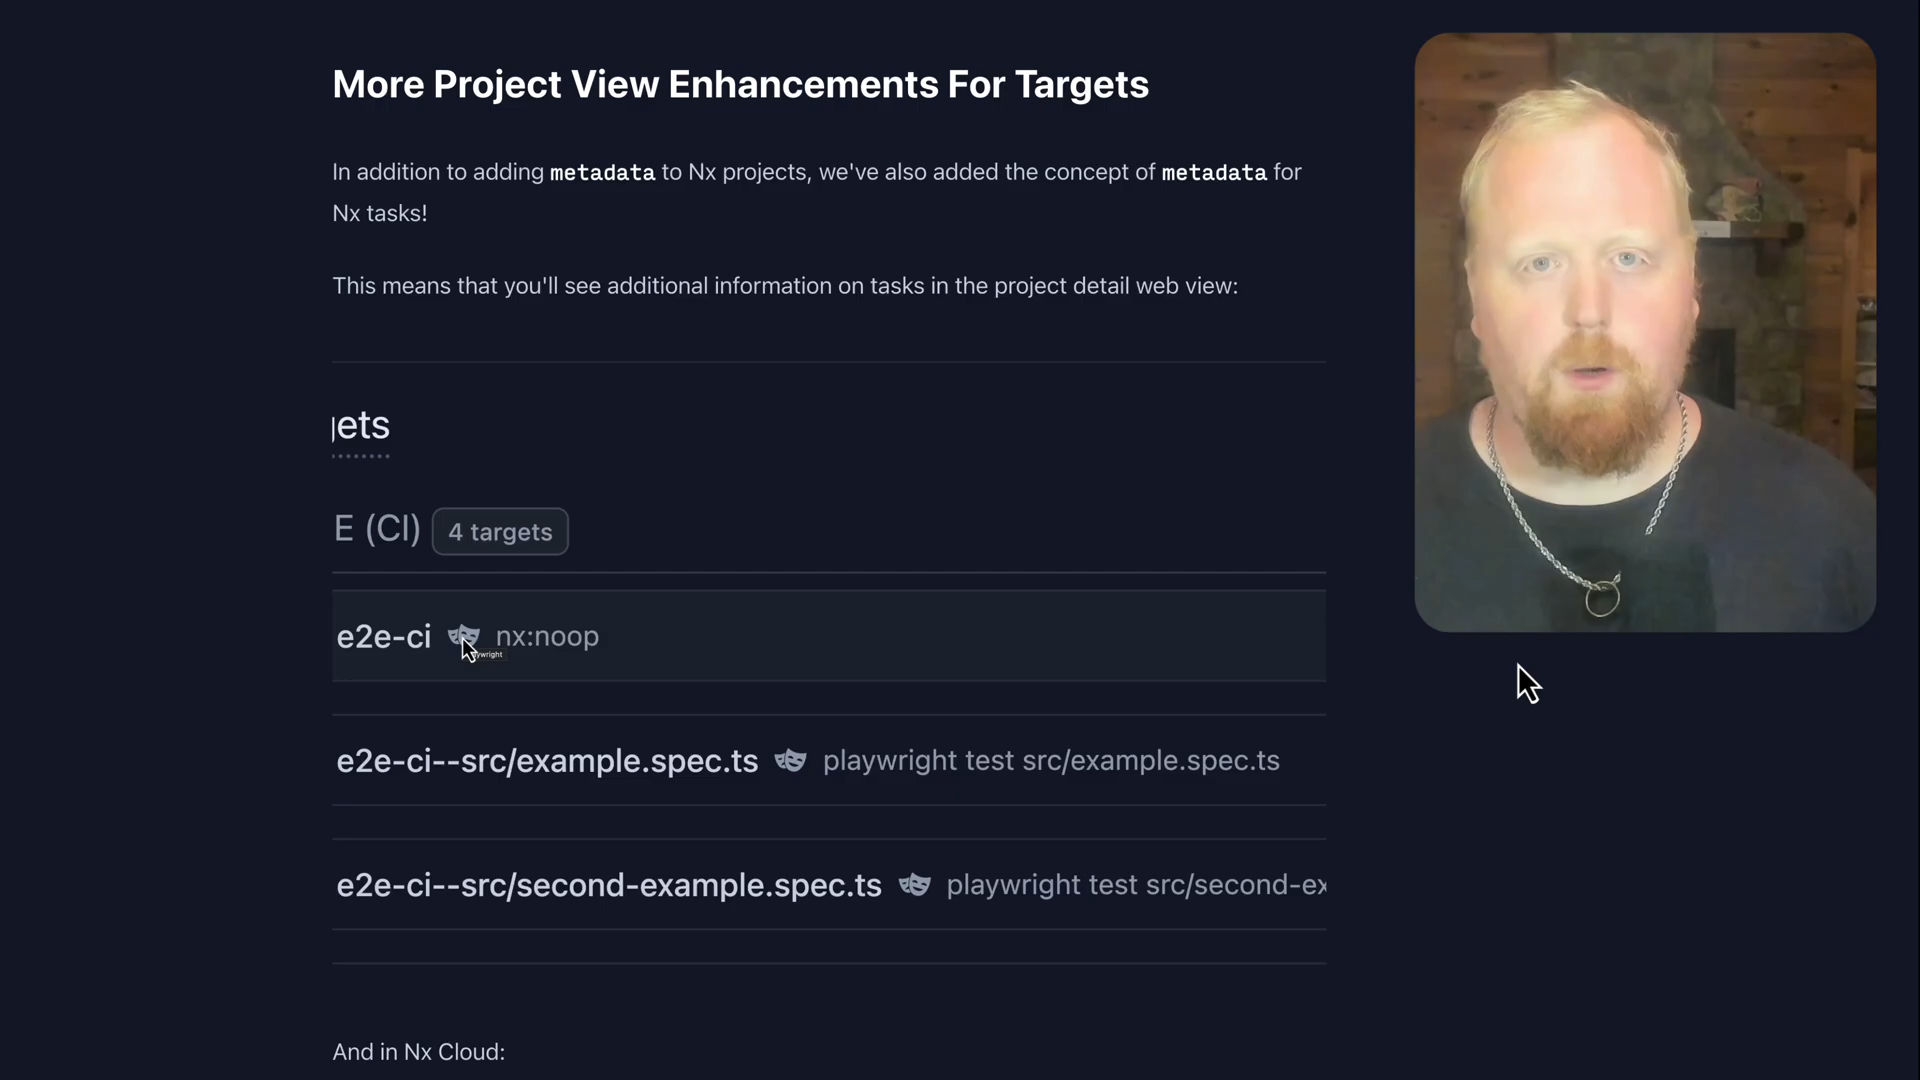 More Project View Enhancements For Targets
In addition to adding metadata to Nx projects, we've also added the concept of metadata for
Nx tasks!
This means that you'll see additional information on tasks in the project detail web view:
gets
E (CI) 4 targets
e2e-ci nx:noop
ywright
e2e-ci--src/example.spec.ts playwright test src/example.spec.ts
e2e-ci--src/second-example.spec.ts playwright test src/second-ex
And in Nx Cloud: